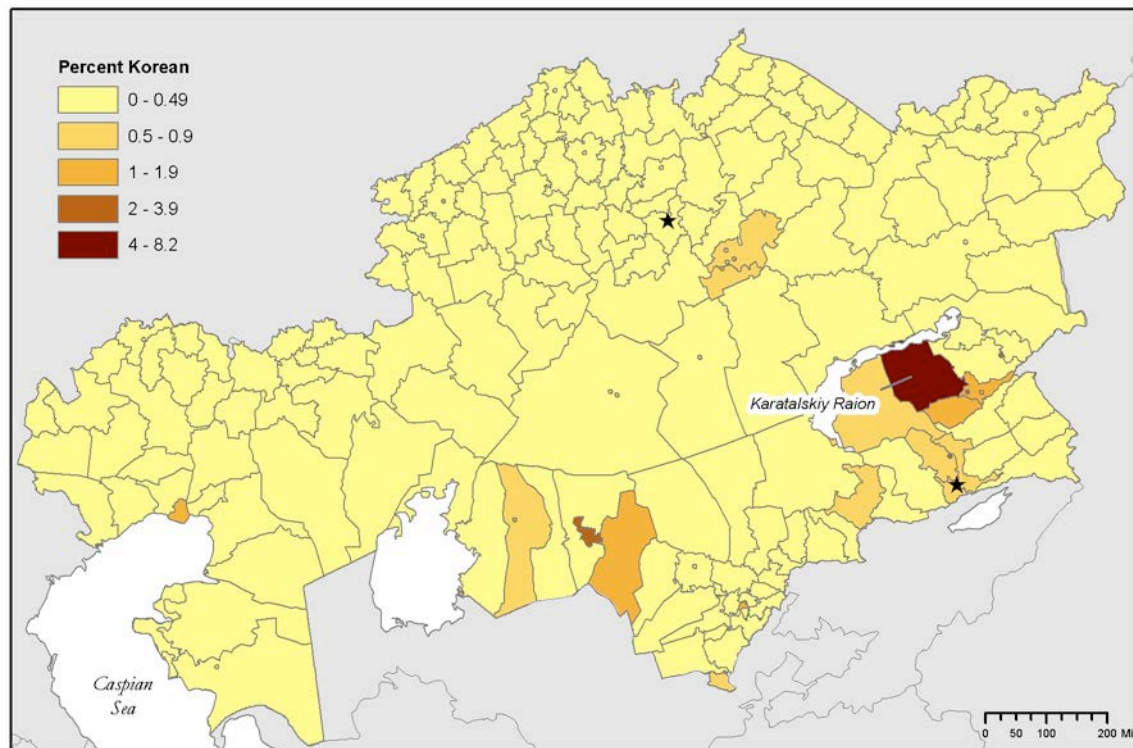 Percent Korean
0 - 0.49
0.5 - 0.9
1 - 1.9
2 - 3.9
4 - 8.2
Karatalskiy Raion
Caspian
Sea
0 50 100 200 Mi